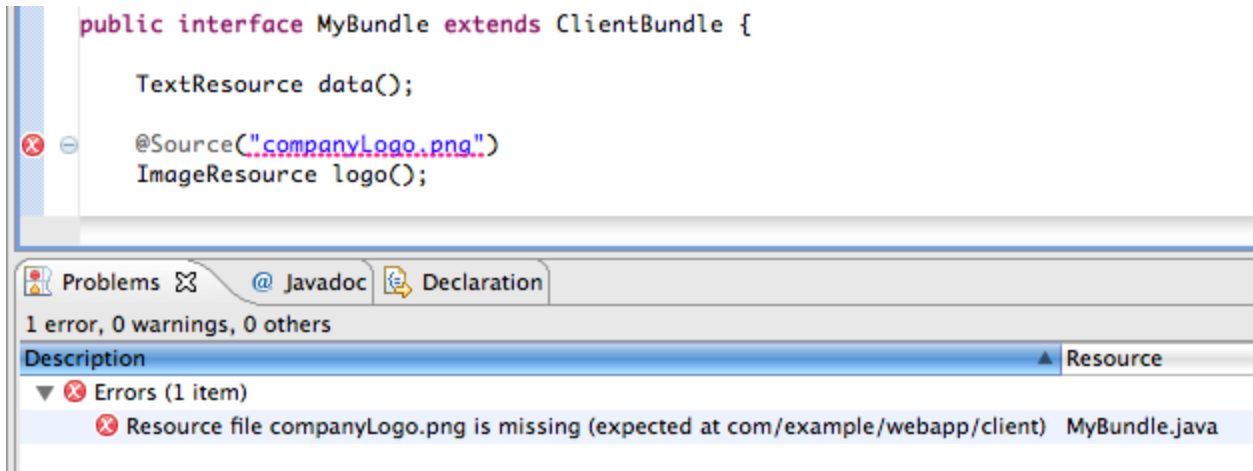 public interface MyBundle extends ClientBundle {
TextResource data();
@Source("companyLogo.png")
ImageResource logo();
Problems @ Javadoc Declaration
1 error, 0 warnings, 0 others
Description Resource
Errors (1 item)
Resource file companyLogo.png is missing (expected at com/example/webapp/client) MyBundle.java